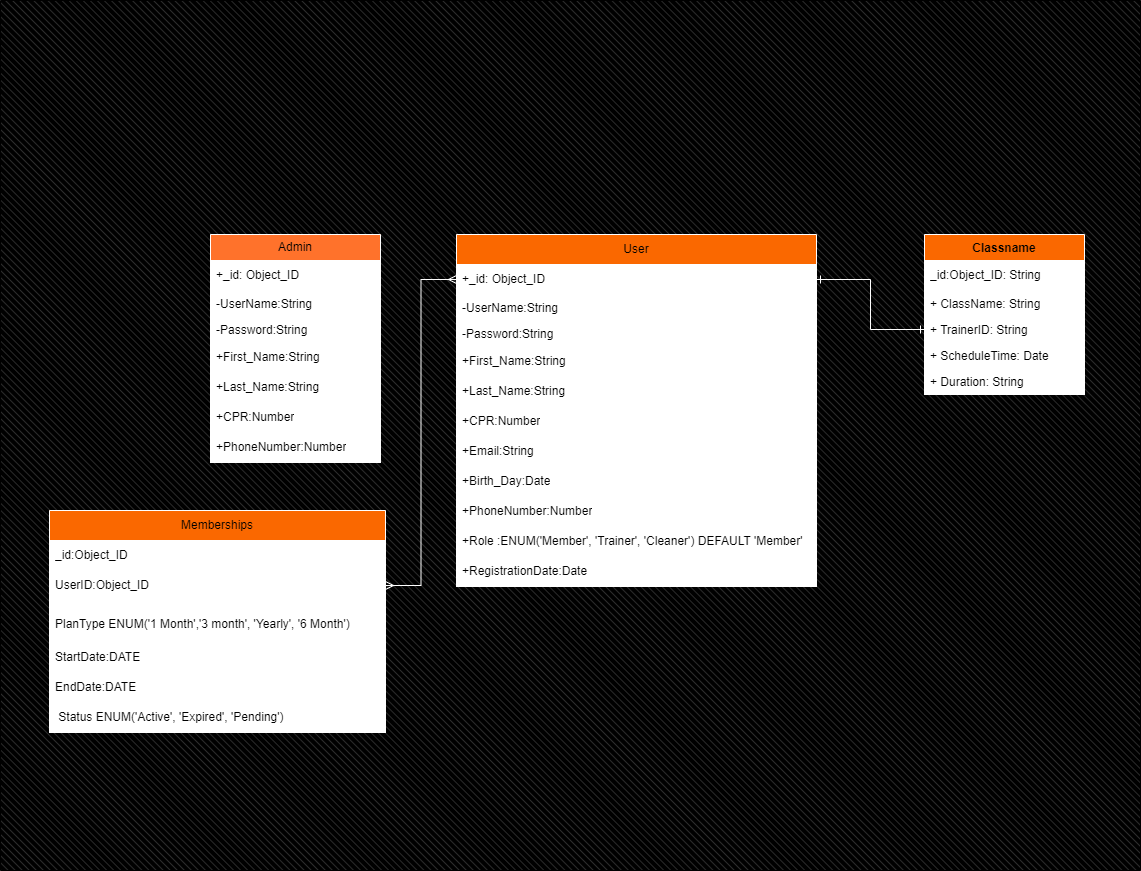 Admin
+_id: Object_ID
-UserName:String
-Password:String
+First_Name:String
+Last_Name:String
+CPR:Number
+PhoneNumber:Number
User
+_id: Object_ID
-UserName:String
-Password:String
+First_Name:String
+Last_Name:String
+CPR:Number
+Email:String
+Birth_Day:Date
+PhoneNumber:Number
+Role :ENUM('Member', 'Trainer', 'Cleaner') DEFAULT 'Member'
+RegistrationDate:Date
Classname
_id:Object_ID: String
+ ClassName: String
+ TrainerID: String
+ ScheduleTime: Date
+ Duration: String
Memberships
_id:Object_ID
UserID:Object_ID
PlanType ENUM('1 Month','3 month', 'Yearly', '6 Month')
StartDate:DATE
EndDate:DATE
Status ENUM('Active', 'Expired', 'Pending')